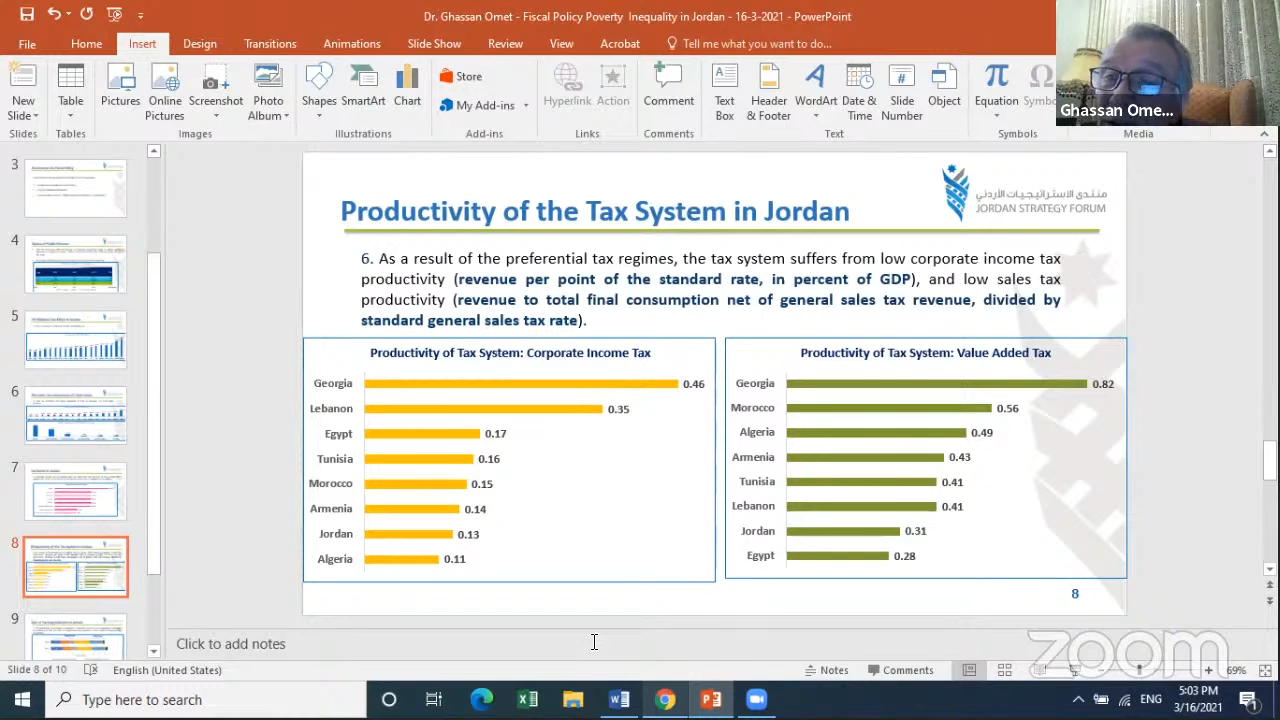 Dr. Ghassan Omet - Fiscal Policy Poverty Inequality in Jordan - 16-3-2021 - PowerPoint
File Home Insert Design Transitions Animations Slide Show Review View Acrobat Tell me what you want to do...
New Slide
Table
Pictures
Online Pictures
Screenshot
Photo Album
Shapes
SmartArt
Chart
Store
My Add-ins
Hyperlink
Action
Comment
Text Box
Header & Footer
WordArt
Date & Time
Slide Number
Object
Equation
Ghassan Ome...
Slides Tables Images Illustrations Add-ins Links Comments Text Symbols Media
3
4
5
6
7
8
9
منتدى الاستراتيجيات الأردني
JORDAN STRATEGY FORUM
Productivity of the Tax System in Jordan
6. As a result of the preferential tax regimes, the tax system suffers from low corporate income tax
productivity (revenue per point of the standard rate, in percent of GDP), and low sales tax
productivity (revenue to total final consumption net of general sales tax revenue, divided by
standard general sales tax rate).
Productivity of Tax System: Corporate Income Tax
Georgia 0.46
Lebanon 0.35
Egypt 0.17
Tunisia 0.16
Morocco 0.15
Armenia 0.14
Jordan 0.13
Algeria 0.11
Productivity of Tax System: Value Added Tax
Georgia 0.82
Morocco 0.56
Algeria 0.49
Armenia 0.43
Tunisia 0.41
Lebanon 0.41
Jordan 0.31
Egypt 0.28
8
Click to add notes
zoom
Slide 8 of 10 English (United States) Notes Comments 69%
Type here to search
ENG
5:03 PM
3/16/2021
1